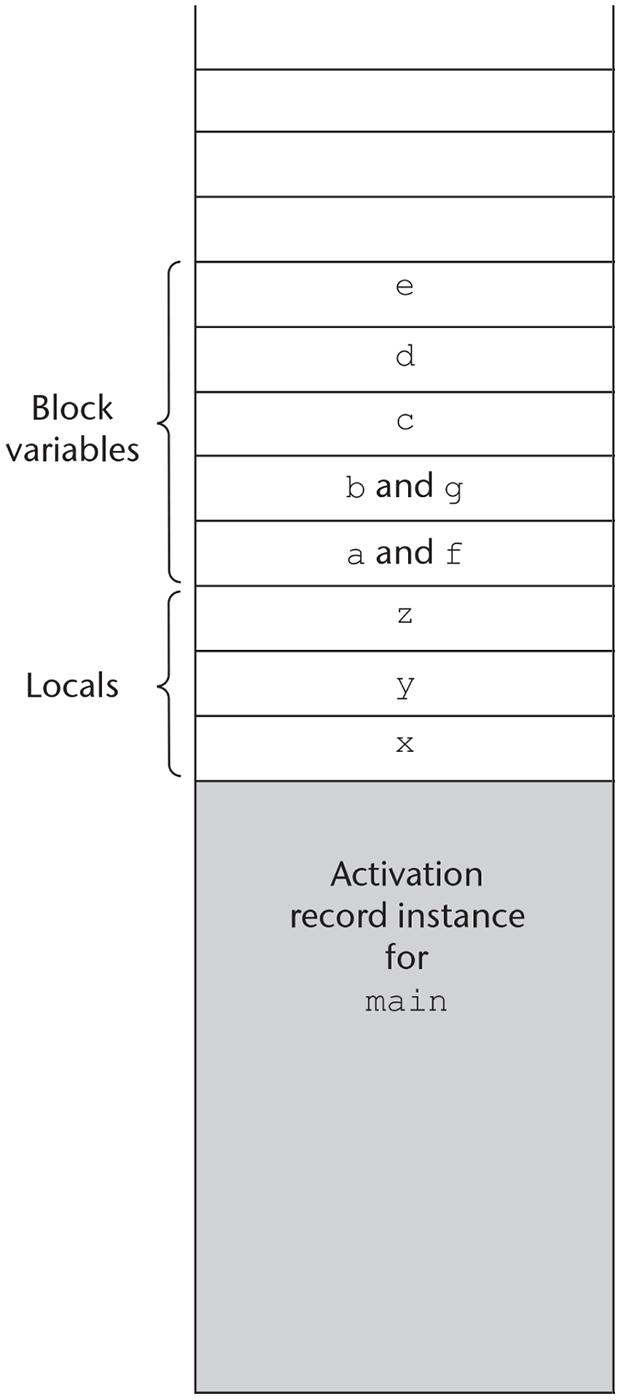 e
d
Block
variables
c
b and g
a and f
z
Locals
y
x
Activation
record instance
for
main